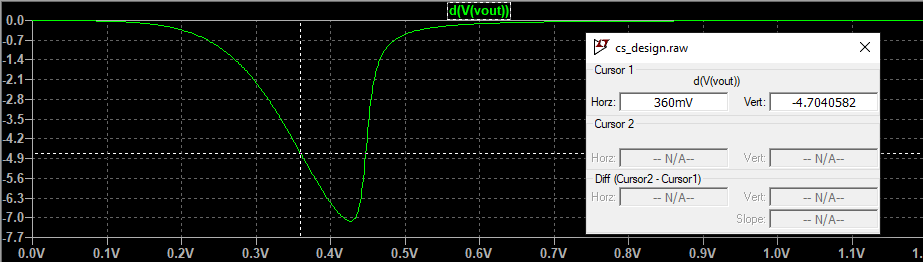 d(V(vout))
0.0
-0.7
-1.4
-2.1
-2.8
-3.5
-4.2
-4.9
-5.6
-6.3
-7.0
-7.7
0.0V 0.1V 0.2V 0.3V 0.4V 0.5V 0.6V 0.7V 0.8V 0.9V 1.0V 1.1V 1.2V
cs_design.raw
Cursor 1
d(V(vout))
Horz: 360mV Vert: -4.7040582
Cursor 2
Horz: -- N/A-- Vert: -- N/A--
Diff (Cursor2 - Cursor1)
Horz: -- N/A-- Vert: -- N/A--
Slope: -- N/A--